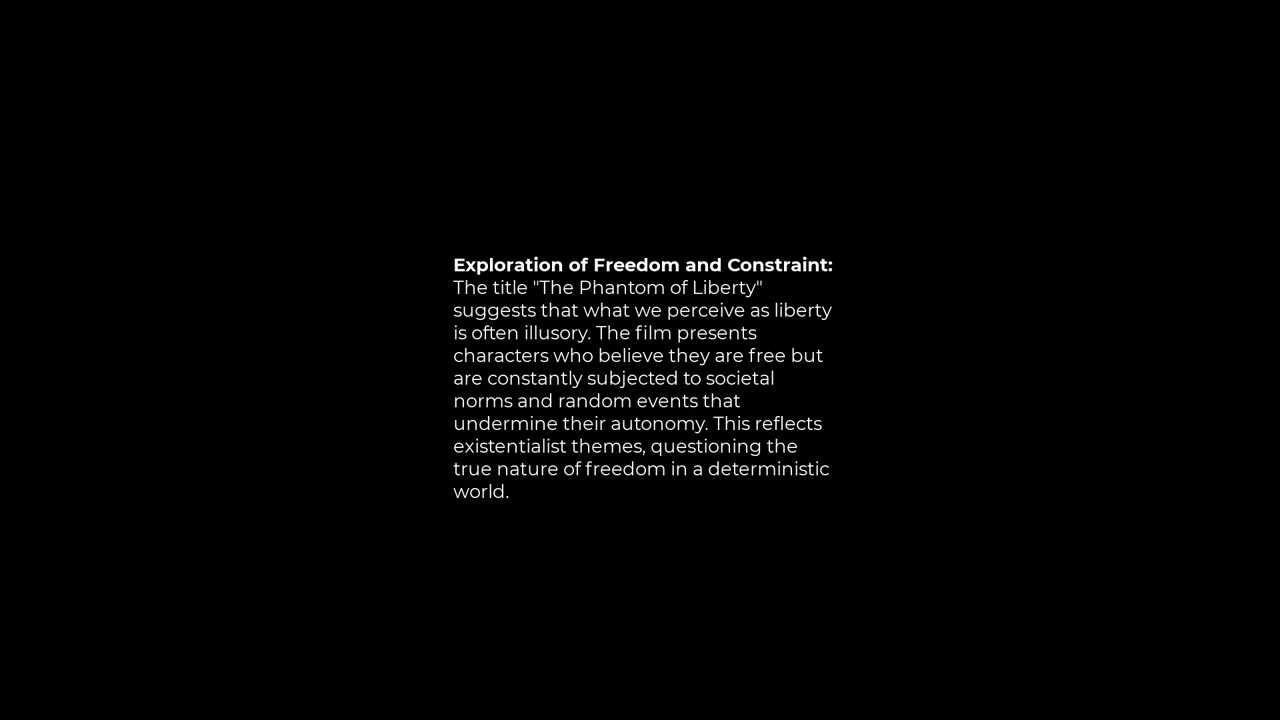 Exploration of Freedom and Constraint:
The title "The Phantom of Liberty"
suggests that what we perceive as liberty
is often illusory. The film presents
characters who believe they are free but
are constantly subjected to societal
norms and random events that
undermine their autonomy. This reflects
existentialist themes, questioning the
true nature of freedom in a deterministic
world.